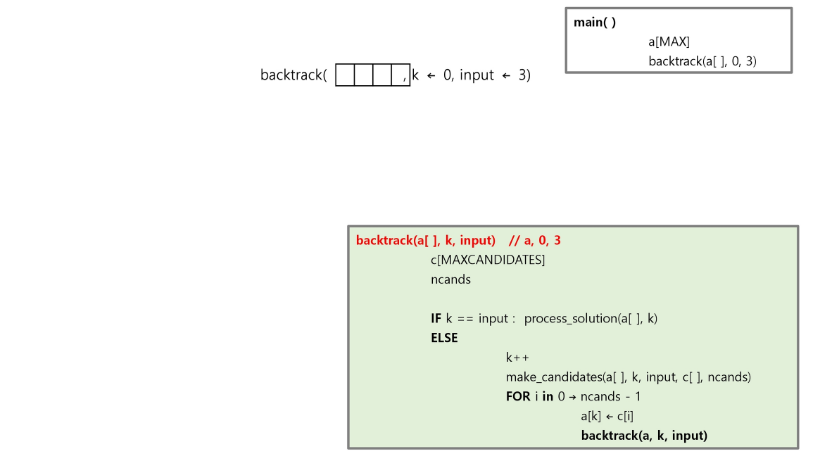 main( )
a[MAX]
backtrack(a[ ], 0, 3)
backtrack( , k ← 0, input ← 3)
backtrack(a[ ], k, input) // a, 0, 3
c[MAXCANDIDATES]
ncands
IF k == input : process_solution(a[ ], k)
ELSE
k++
make_candidates(a[ ], k, input, c[ ], ncands)
FOR i in 0 → ncands - 1
a[k] ← c[i]
backtrack(a, k, input)